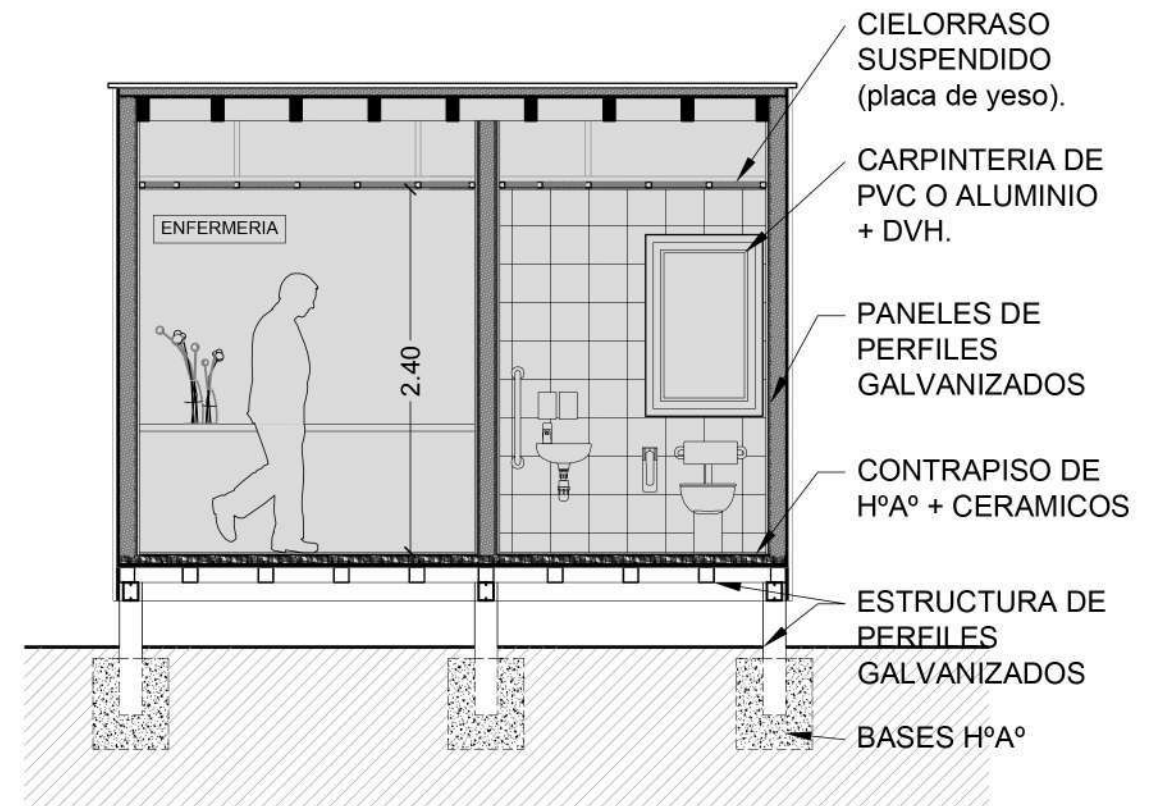 CIELORRASO
SUSPENDIDO
(placa de yeso).
CARPINTERIA DE
PVC O ALUMINIO
+ DVH.
ENFERMERIA
PANELES DE
PERFILES
GALVANIZADOS
2.40
CONTRAPISO DE
HºAº + CERAMICOS
ESTRUCTURA DE
PERFILES
GALVANIZADOS
BASES HºAº